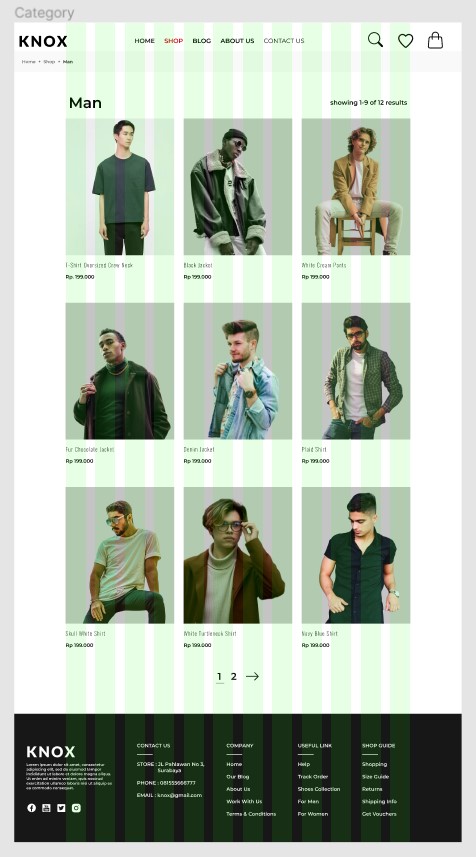 Category
KNOX
HOME SHOP BLOG ABOUT US CONTACT US
Home • Shop • Man
Man
showing 1-9 of 12 results
T-Shirt Oversized Crew Neck
Rp. 199.000
Black Jacket
Rp 199.000
White Cream Pants
Rp 199.000
Fur Chocolate Jacket
Rp 199.000
Denim Jacket
Rp 199.000
Plaid Shirt
Rp 199.000
Skull White Shirt
Rp 199.000
White Turtleneck Shirt
Rp 199.000
Navy Blue Shirt
Rp 199.000
1 2
KNOX
Lorem ipsum dolor sit amet, consectetur
adipiscing elit, sed do eiusmod tempor
incididunt ut labore et dolore magna aliqua.
Ut enim ad minim veniam, quis nostrud
exercitation ullamco laboris nisi ut aliquip ex
ea commodo consequat.
CONTACT US
STORE : JL Pahlawan No 3,
Surabaya
PHONE : 081555666777
EMAIL : knox@gmail.com
COMPANY
Home
Our Blog
About Us
Work With Us
Terms & Conditions
USEFUL LINK
Help
Track Order
Shoes Collection
For Men
For Women
SHOP GUIDE
Shopping
Size Guide
Returns
Shipping Info
Get Vouchers